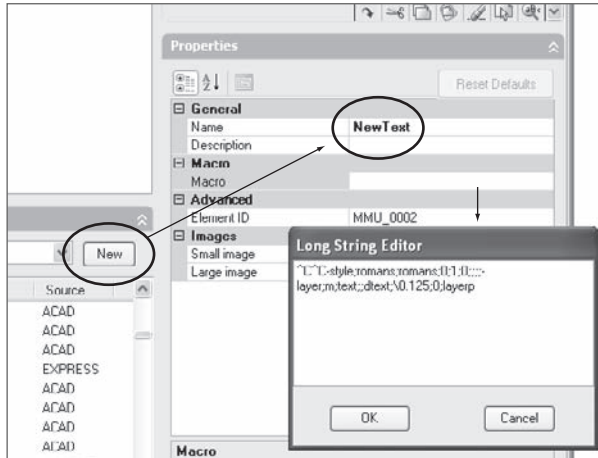 Properties
Reset Defaults
General
Name NewText
Description
Macro
Macro
Advanced
Element ID MMU_0002
Images
Small image
Large image
New
Source
ACAD
ACAD
ACAD
EXPRESS
ACAD
ACAD
ACAD
ACAD
Long String Editor
^C^C-style;romans;romans;0;1;0;;;;-
layer;m;text;;dtext;\0.125;0;layerp
OK Cancel
Macro